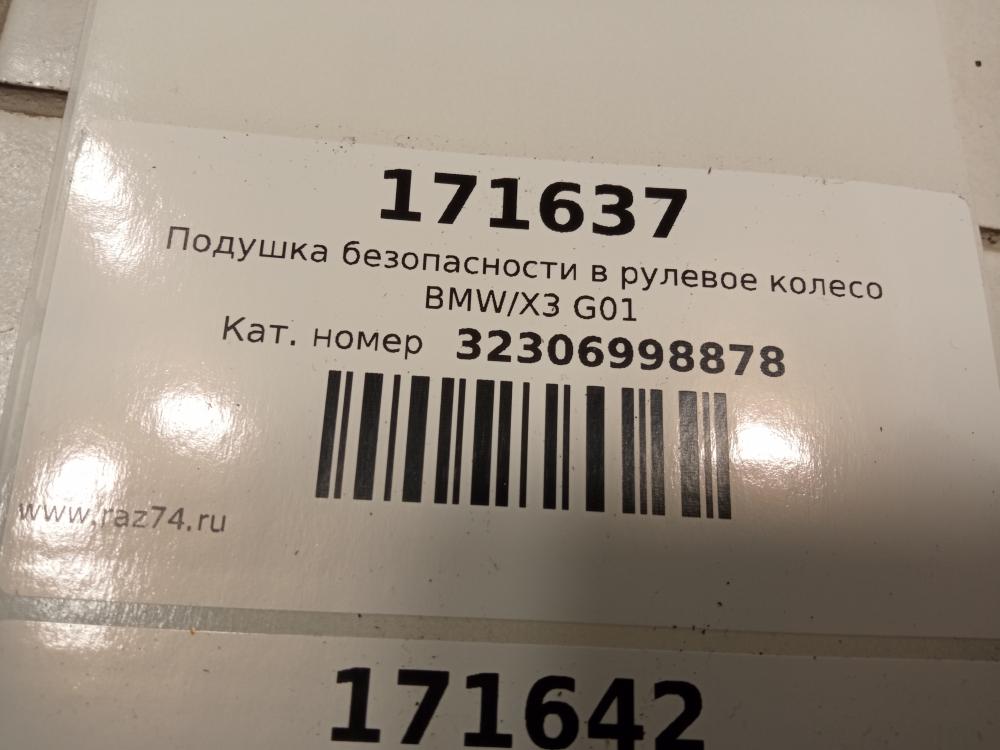 171637
Подушка безопасности в рулевое колесо
BMW/X3 G01
Кат. номер 32306998878
www.raz74.ru
171642